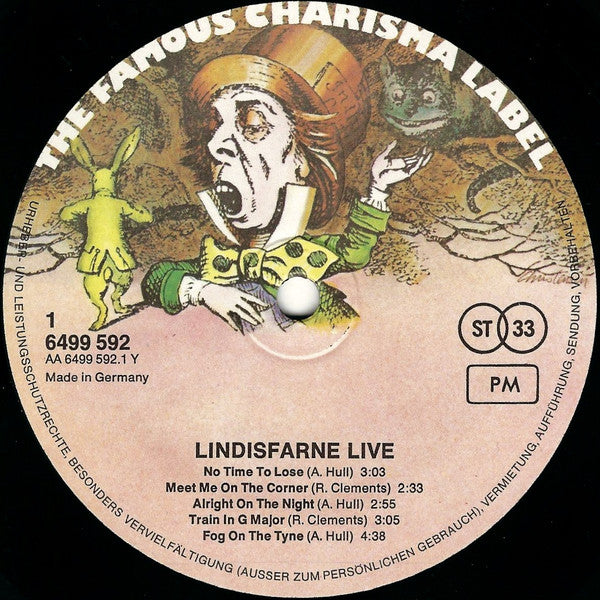 THE FAMOUS CHARISMA LABEL
1
6499 592
AA 6499 592.1 Y
Made in Germany
ST 33
PM
LINDISFARNE LIVE
No Time To Lose (A. Hull) 3:03
Meet Me On The Corner (R. Clements) 2:33
Alright On The Night (A. Hull) 2:55
Train In G Major (R. Clements) 3:05
Fog On The Tyne (A. Hull) 4:38
URHEBER- UND LEISTUNGSSCHUTZRECHTE, BESONDERS VERVIELFÄLTIGUNG (AUSSER ZUM PERSÖNLICHEN GEBRAUCH), VERMIETUNG, AUFFÜHRUNG, SENDUNG, VORBEHALTEN